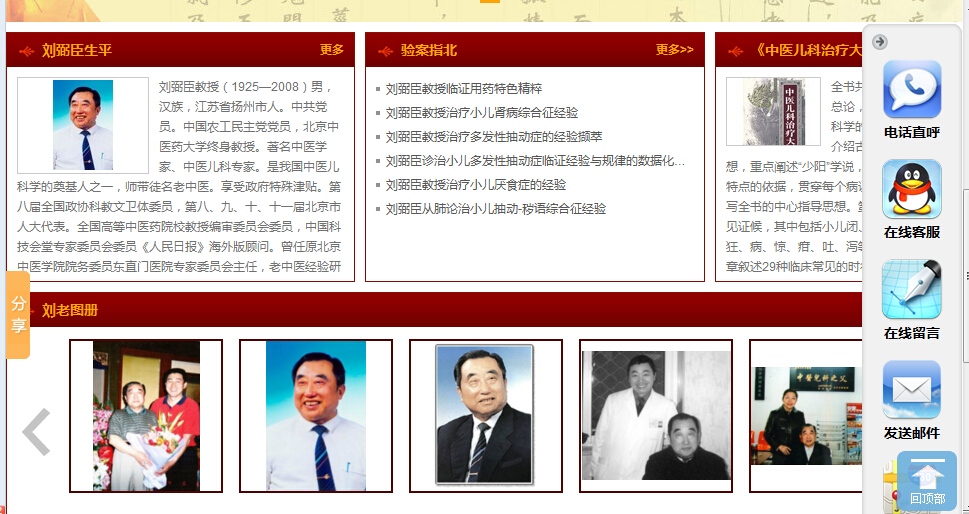 刘弼臣生平
更多
刘弼臣教授（1925—2008）男，
汉族，江苏省扬州市人。中共党
员。中国农工民主党党员，北京中
医药大学终身教授。著名中医学
家、中医儿科专家。是我国中医儿
科学的奠基人之一，师带徒名老中医。享受政府特殊津贴。第
八届全国政协科教文卫体委员，第八、九、十、十一届北京市
人大代表。全国高等中医药院校教授编审委员会委员，中国科
技会堂专家委员会委员《人民日报》海外版顾问。曾任原北京
中医学院院务委员东直门医院专家委员会主任，老中医经验研
验案指北
更多>>
刘弼臣教授临证用药特色精粹
刘弼臣教授治疗小儿肾病综合征经验
刘弼臣教授治疗多发性抽动症的经验撷萃
刘弼臣诊治小儿多发性抽动症临证经验与规律的数据化...
刘弼臣教授治疗小儿厌食症的经验
刘弼臣从肺论治小儿抽动-秽语综合征经验
《中医儿科治疗大
中医儿科治疗大
全书共
总论，
科学的
介绍古
想，重点阐述“少阳”学说，
特点的依据，贯穿每个病证
写全书的中心指导思想。第
见证候，其中包括小儿闭、
狂、病、惊、疳、吐、泻等
章叙述29种临床常见的时
刘老图册
分享
电话直呼
在线客服
在线留言
发送邮件
回顶部